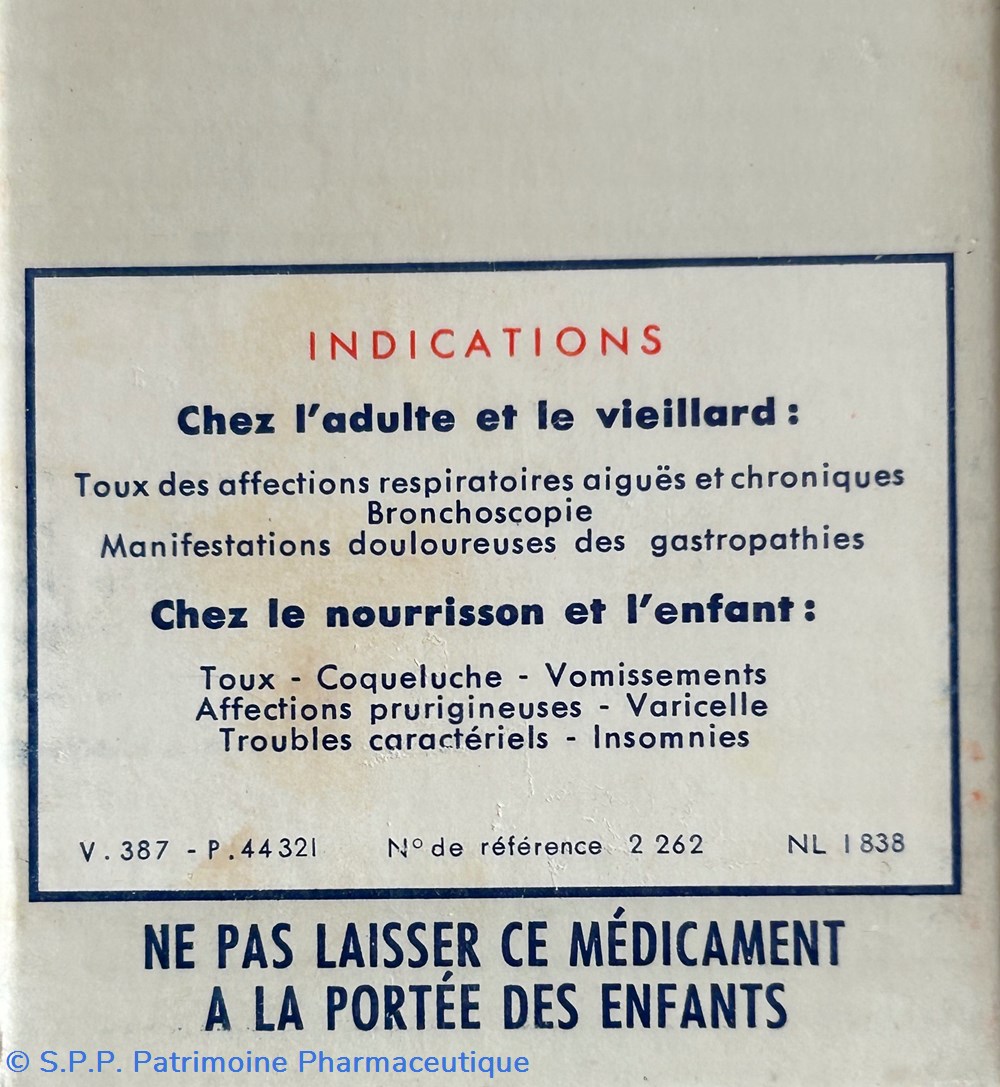 INDICATIONS
Chez l'adulte et le vieillard :
Toux des affections respiratoires aiguës et chroniques
Bronchoscopie
Manifestations douloureuses des gastropathies
Chez le nourrisson et l'enfant :
Toux - Coqueluche - Vomissements
Affections prurigineuses - Varicelle
Troubles caractériels - Insomnies
V. 387 - P. 44321 N° de référence 2 262 NL 1838
NE PAS LAISSER CE MÉDICAMENT
A LA PORTÉE DES ENFANTS
© S.P.P. Patrimoine Pharmaceutique